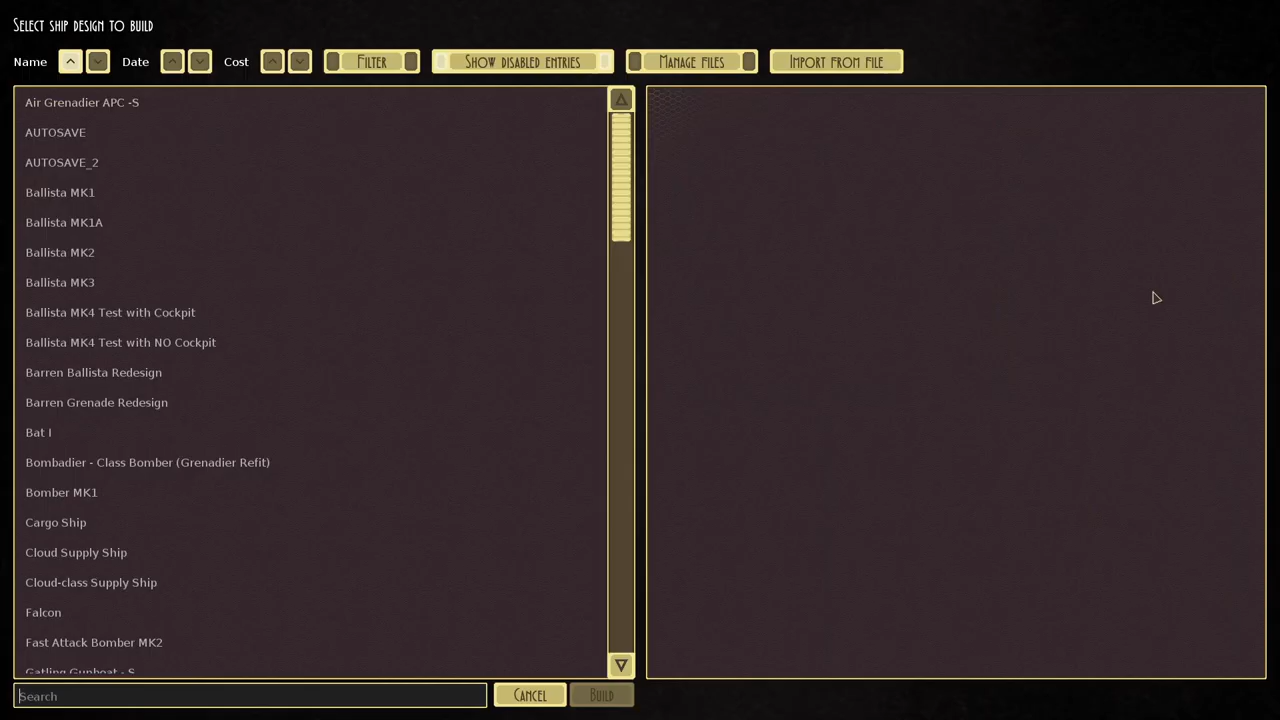 Select ship design to build
Name Date Cost Filter Show disabled entries Manage files Import from file
Air Grenadier APC -S
AUTOSAVE
AUTOSAVE_2
Ballista MK1
Ballista MK1A
Ballista MK2
Ballista MK3
Ballista MK4 Test with Cockpit
Ballista MK4 Test with NO Cockpit
Barren Ballista Redesign
Barren Grenade Redesign
Bat I
Bombadier - Class Bomber (Grenadier Refit)
Bomber MK1
Cargo Ship
Cloud Supply Ship
Cloud-class Supply Ship
Falcon
Fast Attack Bomber MK2
Gatling Gunboat - S
Search Cancel Build